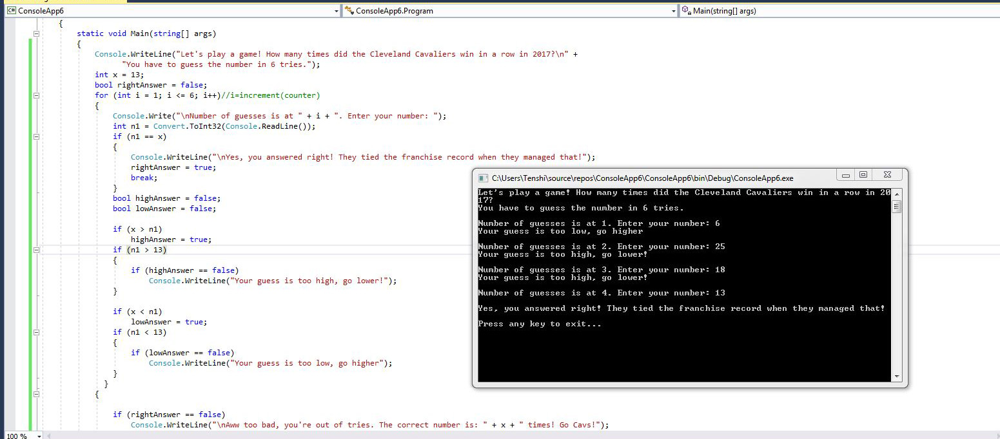 C# ConsoleApp6
ConsoleApp6.Program
Main(string[] args)
{
static void Main(string[] args)
{
Console.WriteLine("Let's play a game! How many times did the Cleveland Cavaliers win in a row in 2017?\n" +
"You have to guess the number in 6 tries.");
int x = 13;
bool rightAnswer = false;
for (int i = 1; i <= 6; i++)//i=increment(counter)
{
Console.Write("\nNumber of guesses is at " + i + ". Enter your number: ");
int n1 = Convert.ToInt32(Console.ReadLine());
if (n1 == x)
{
Console.WriteLine("\nYes, you answered right! They tied the franchise record when they managed that!");
rightAnswer = true;
break;
}
bool highAnswer = false;
bool lowAnswer = false;
if (x > n1)
highAnswer = true;
if (n1 > 13)
{
if (highAnswer == false)
Console.WriteLine("Your guess is too high, go lower!");
}
if (x < n1)
lowAnswer = true;
if (n1 < 13)
{
if (lowAnswer == false)
Console.WriteLine("Your guess is too low, go higher");
}
}
{
if (rightAnswer == false)
Console.WriteLine("\nAww too bad, you're out of tries. The correct number is: " + x + " times! Go Cavs!");
100 %
C:\Users\Tenshi\source\repos\ConsoleApp6\ConsoleApp6\bin\Debug\ConsoleApp6.exe
Let's play a game! How many times did the Cleveland Cavaliers win in a row in 20
17?
You have to guess the number in 6 tries.
Number of guesses is at 1. Enter your number: 6
Your guess is too low, go higher
Number of guesses is at 2. Enter your number: 25
Your guess is too high, go lower!
Number of guesses is at 3. Enter your number: 18
Your guess is too high, go lower!
Number of guesses is at 4. Enter your number: 13
Yes, you answered right! They tied the franchise record when they managed that!
Press any key to exit...